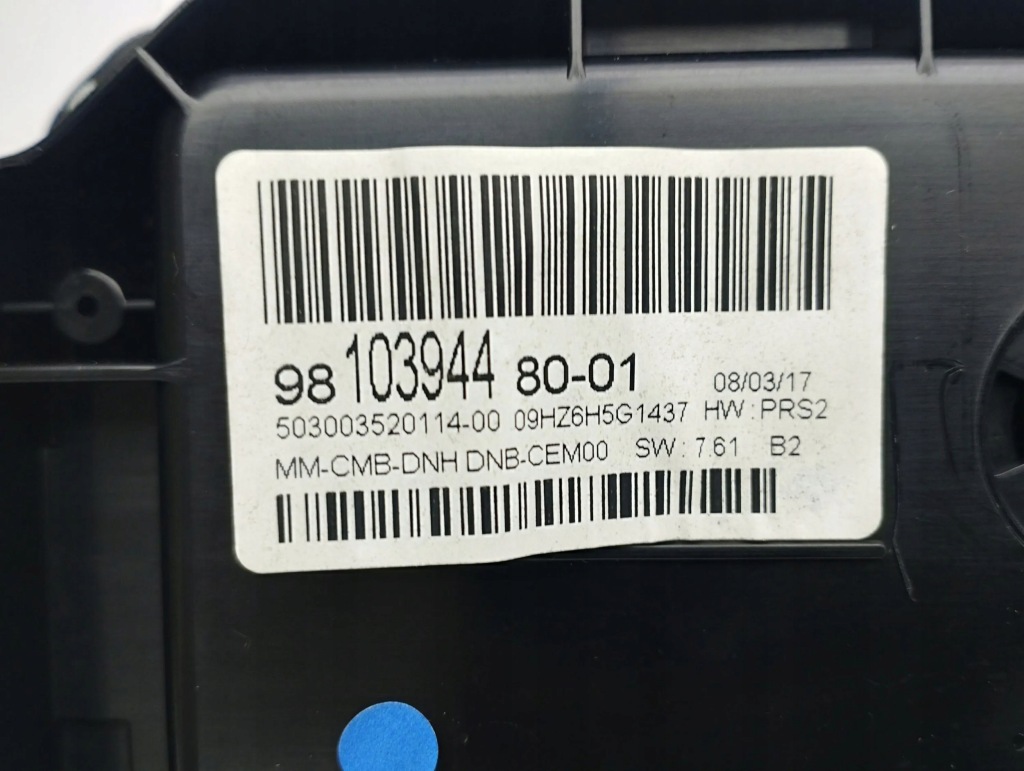 98 103944 80-01 08/03/17
503003520114-00 09HZ6H5G1437 HW : PRS2
MM-CMB-DNH DNB-CEM00 SW : 7.61 B2